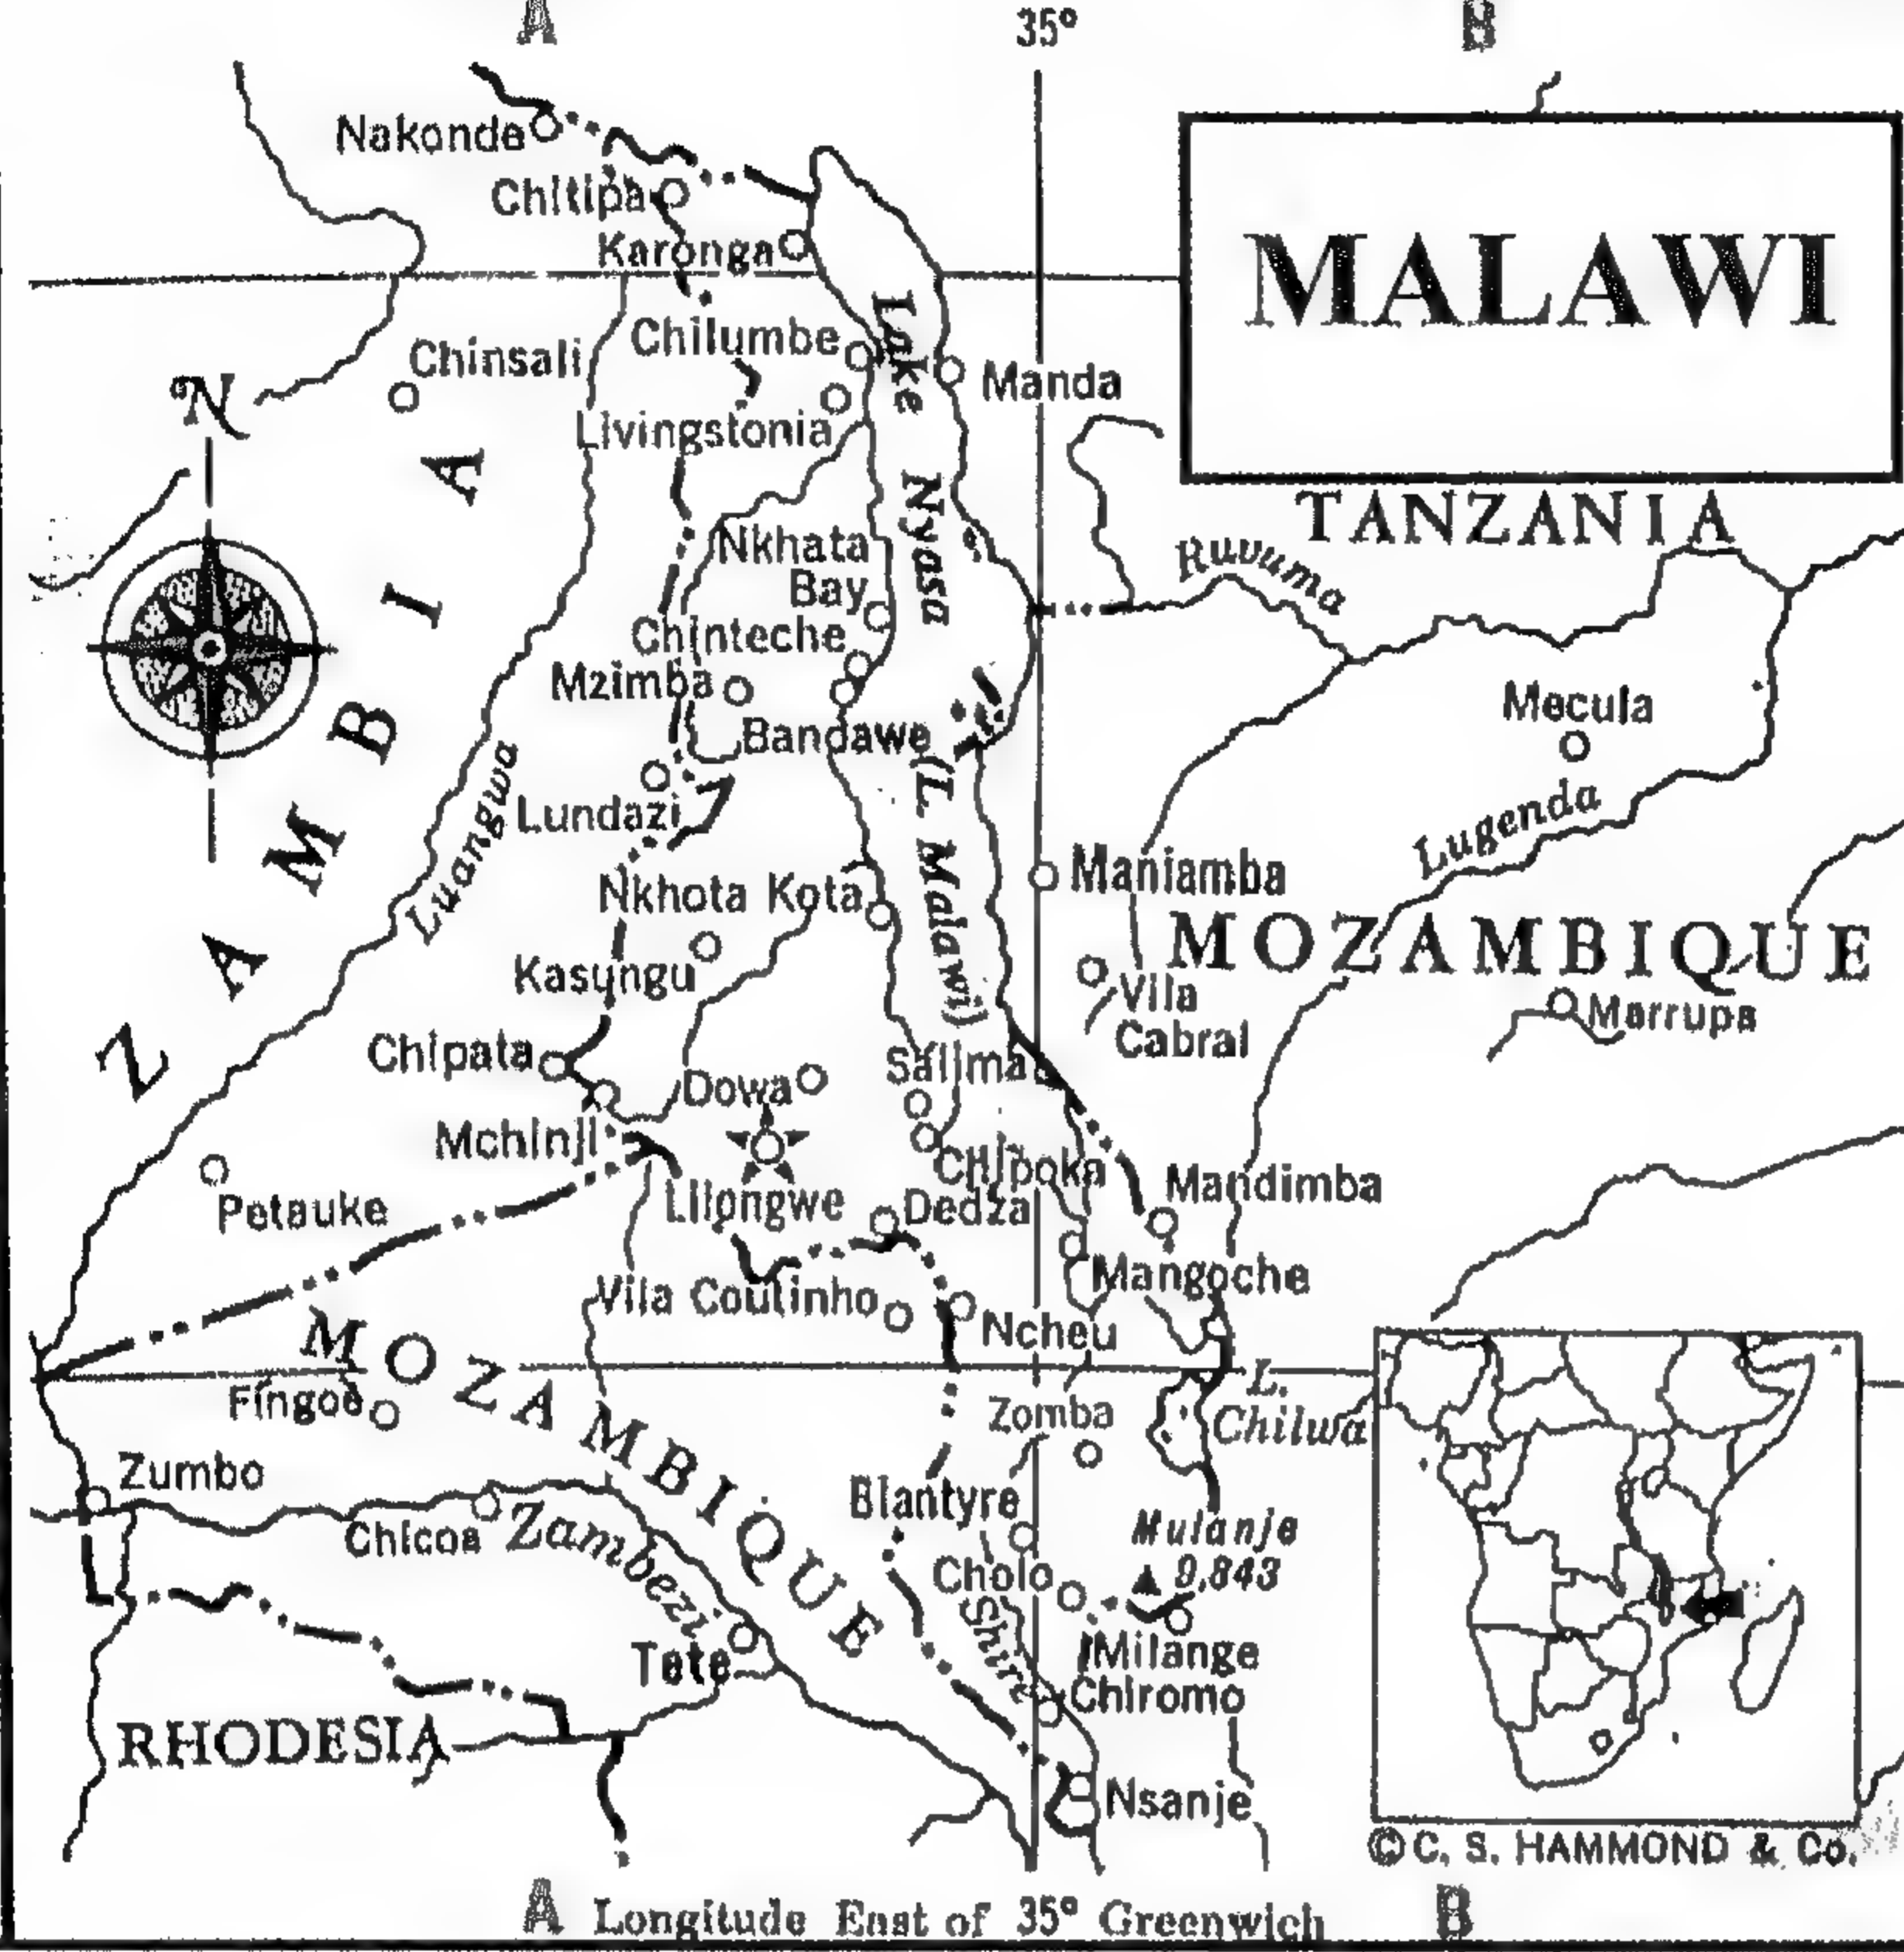 A 35° B
Nakonde
Chitipa
Karonga
MALAWI
Chilumbe
Chinsali
Manda
N
Livingstonia
Lake Nyasa
(L. Malawi)
TANZANIA
Nkhata
Bay
Ruvuma
Chinteche
Mzimba
Mecula
Bandawe
ZAMBIA
Lundazi
Luangwa
Lugenda
Maniamba
Nkhota Kota
MOZAMBIQUE
Kasungu
Vila
Cabral
Marrupa
Chipata
Salima
Dowa
Mchinji
Chipoka
Mandimba
Petauke
Lilongwe
Dedza
Mangoche
Vila Coutinho
Ncheu
MOZAMBIQUE
Fingoè
L.
Chilwa
Zomba
Zumbo
Blantyre
Chicoa
Zambezi
Mulanje
9,843
Cholo
Shire
Tete
Milange
Chiromo
RHODESIA
Nsanje
© C. S. HAMMOND & Co.
A Longitude East of 35° Greenwich B